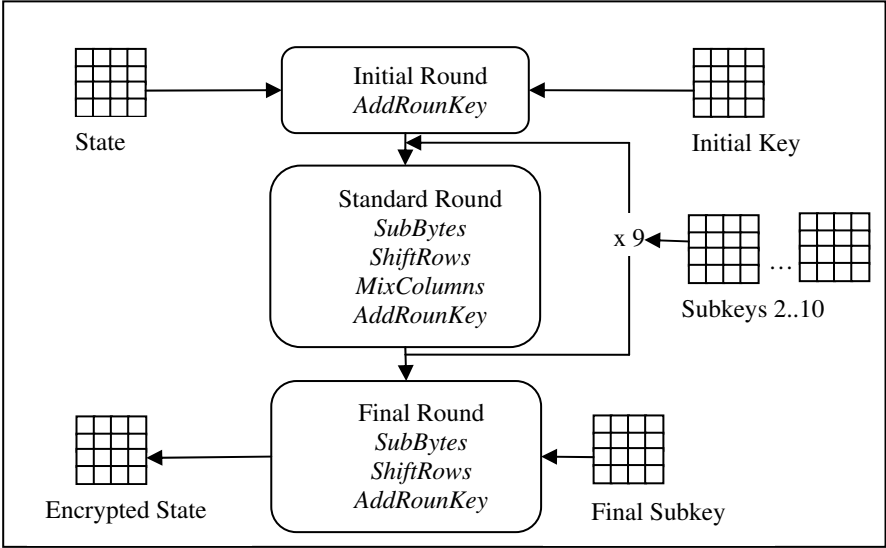 Initial Round
AddRounKey
State
Initial Key
Standard Round
SubBytes
ShiftRows
MixColumns
AddRounKey
x 9
...
Subkeys 2..10
Final Round
SubBytes
ShiftRows
AddRounKey
Encrypted State
Final Subkey